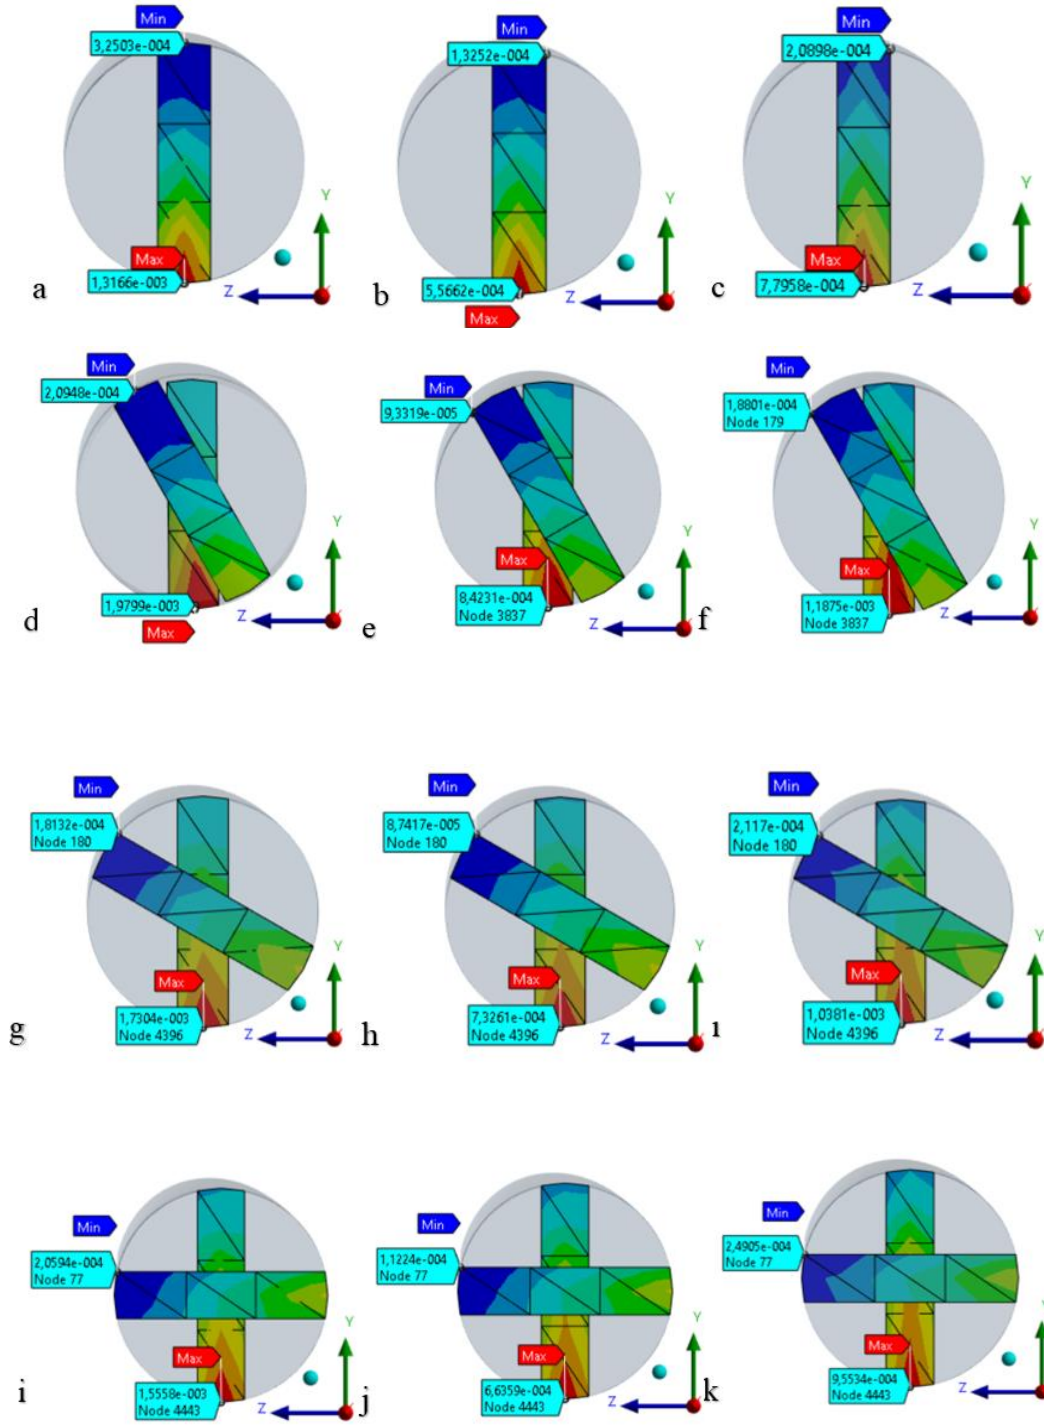 Min
3,2503e-004
Max
1,3166e-003
Y
Z
a
Min
1,3252e-004
5,5662e-004
Max
Y
Z
b
Min
2,0898e-004
Max
7,7958e-004
Y
Z
c
Min
2,0948e-004
1,9799e-003
Max
Y
Z
d
Min
9,3319e-005
Max
8,4231e-004
Node 3837
Y
Z
e
Min
1,8801e-004
Node 179
Max
1,1875e-003
Node 3837
Y
Z
f
Min
1,8132e-004
Node 180
Max
1,7304e-003
Node 4396
Y
Z
g
Min
8,7417e-005
Node 180
Max
7,3261e-004
Node 4396
Y
Z
h
Min
2,117e-004
Node 180
Max
1,0381e-003
Node 4396
Y
Z
ı
Min
2,0594e-004
Node 77
Max
1,5558e-003
Node 4443
Y
Z
i
Min
1,1224e-004
Node 77
Max
6,6359e-004
Node 4443
Y
Z
j
Min
2,4905e-004
Node 77
Max
9,5534e-004
Node 4443
Y
Z
k